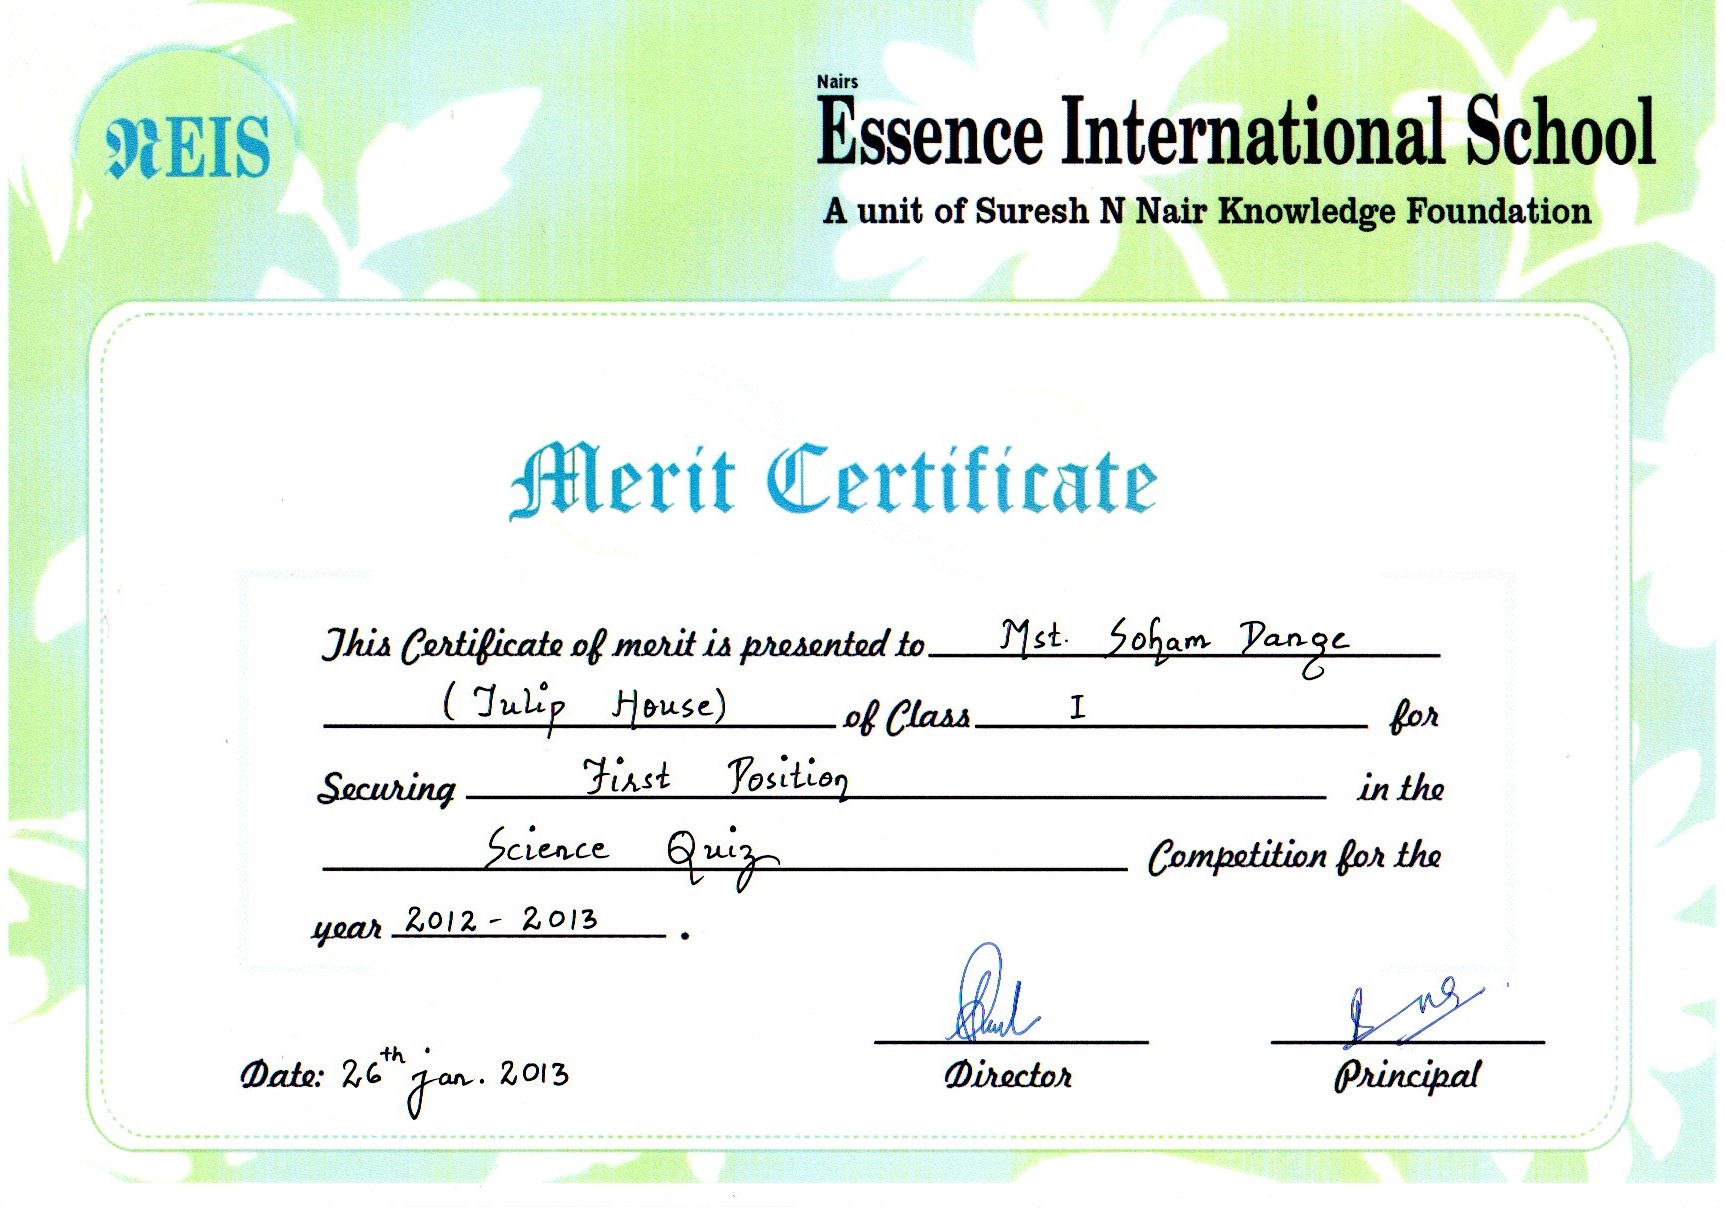 NEIS
Nairs
Essence International School
A unit of Suresh N Nair Knowledge Foundation
Merit Certificate
This Certificate of merit is presented to Mst. Soham Dange
(Tulip House) of Class I for
Securing First Position in the
Science Quiz Competition for the
year 2012 - 2013 .
Date: 26th jan. 2013
Director
Principal